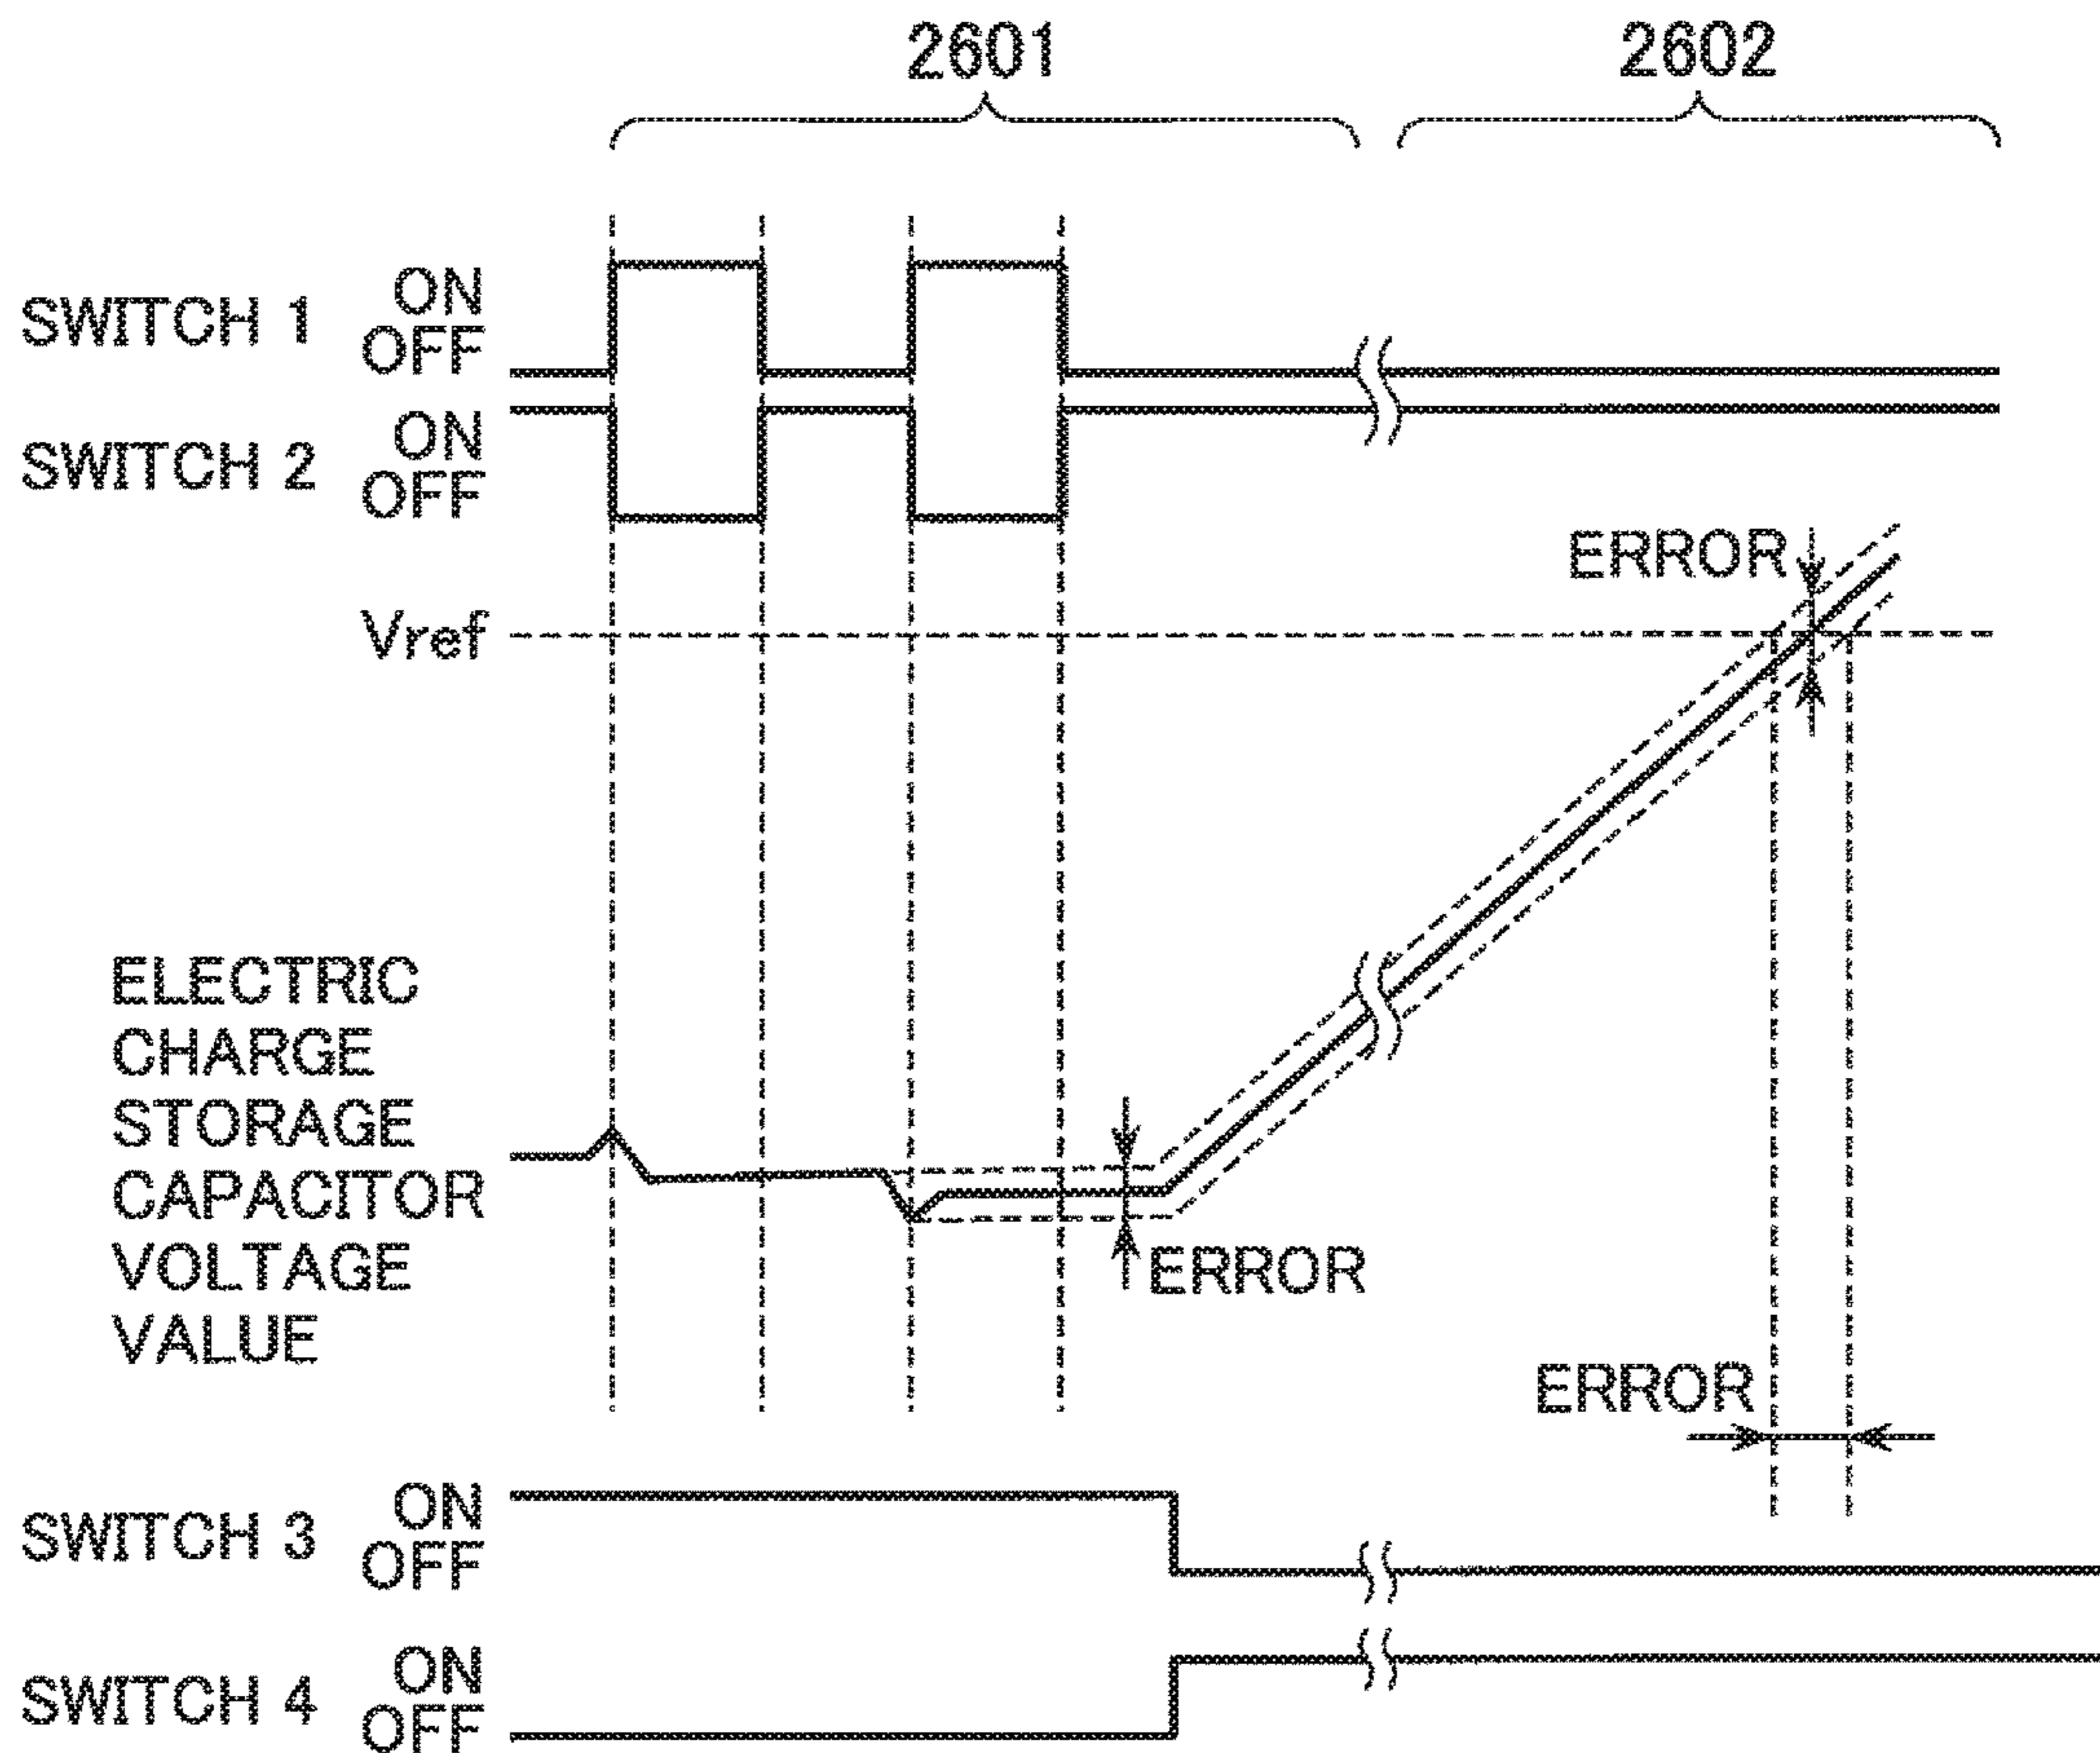 2601
2602
SWITCH 1
ON
OFF
SWITCH 2
ON
OFF
ERROR
Vref
ELECTRIC
CHARGE
STORAGE
CAPACITOR
VOLTAGE
VALUE
ERROR
ERROR
SWITCH 3
ON
OFF
SWITCH 4
ON
OFF